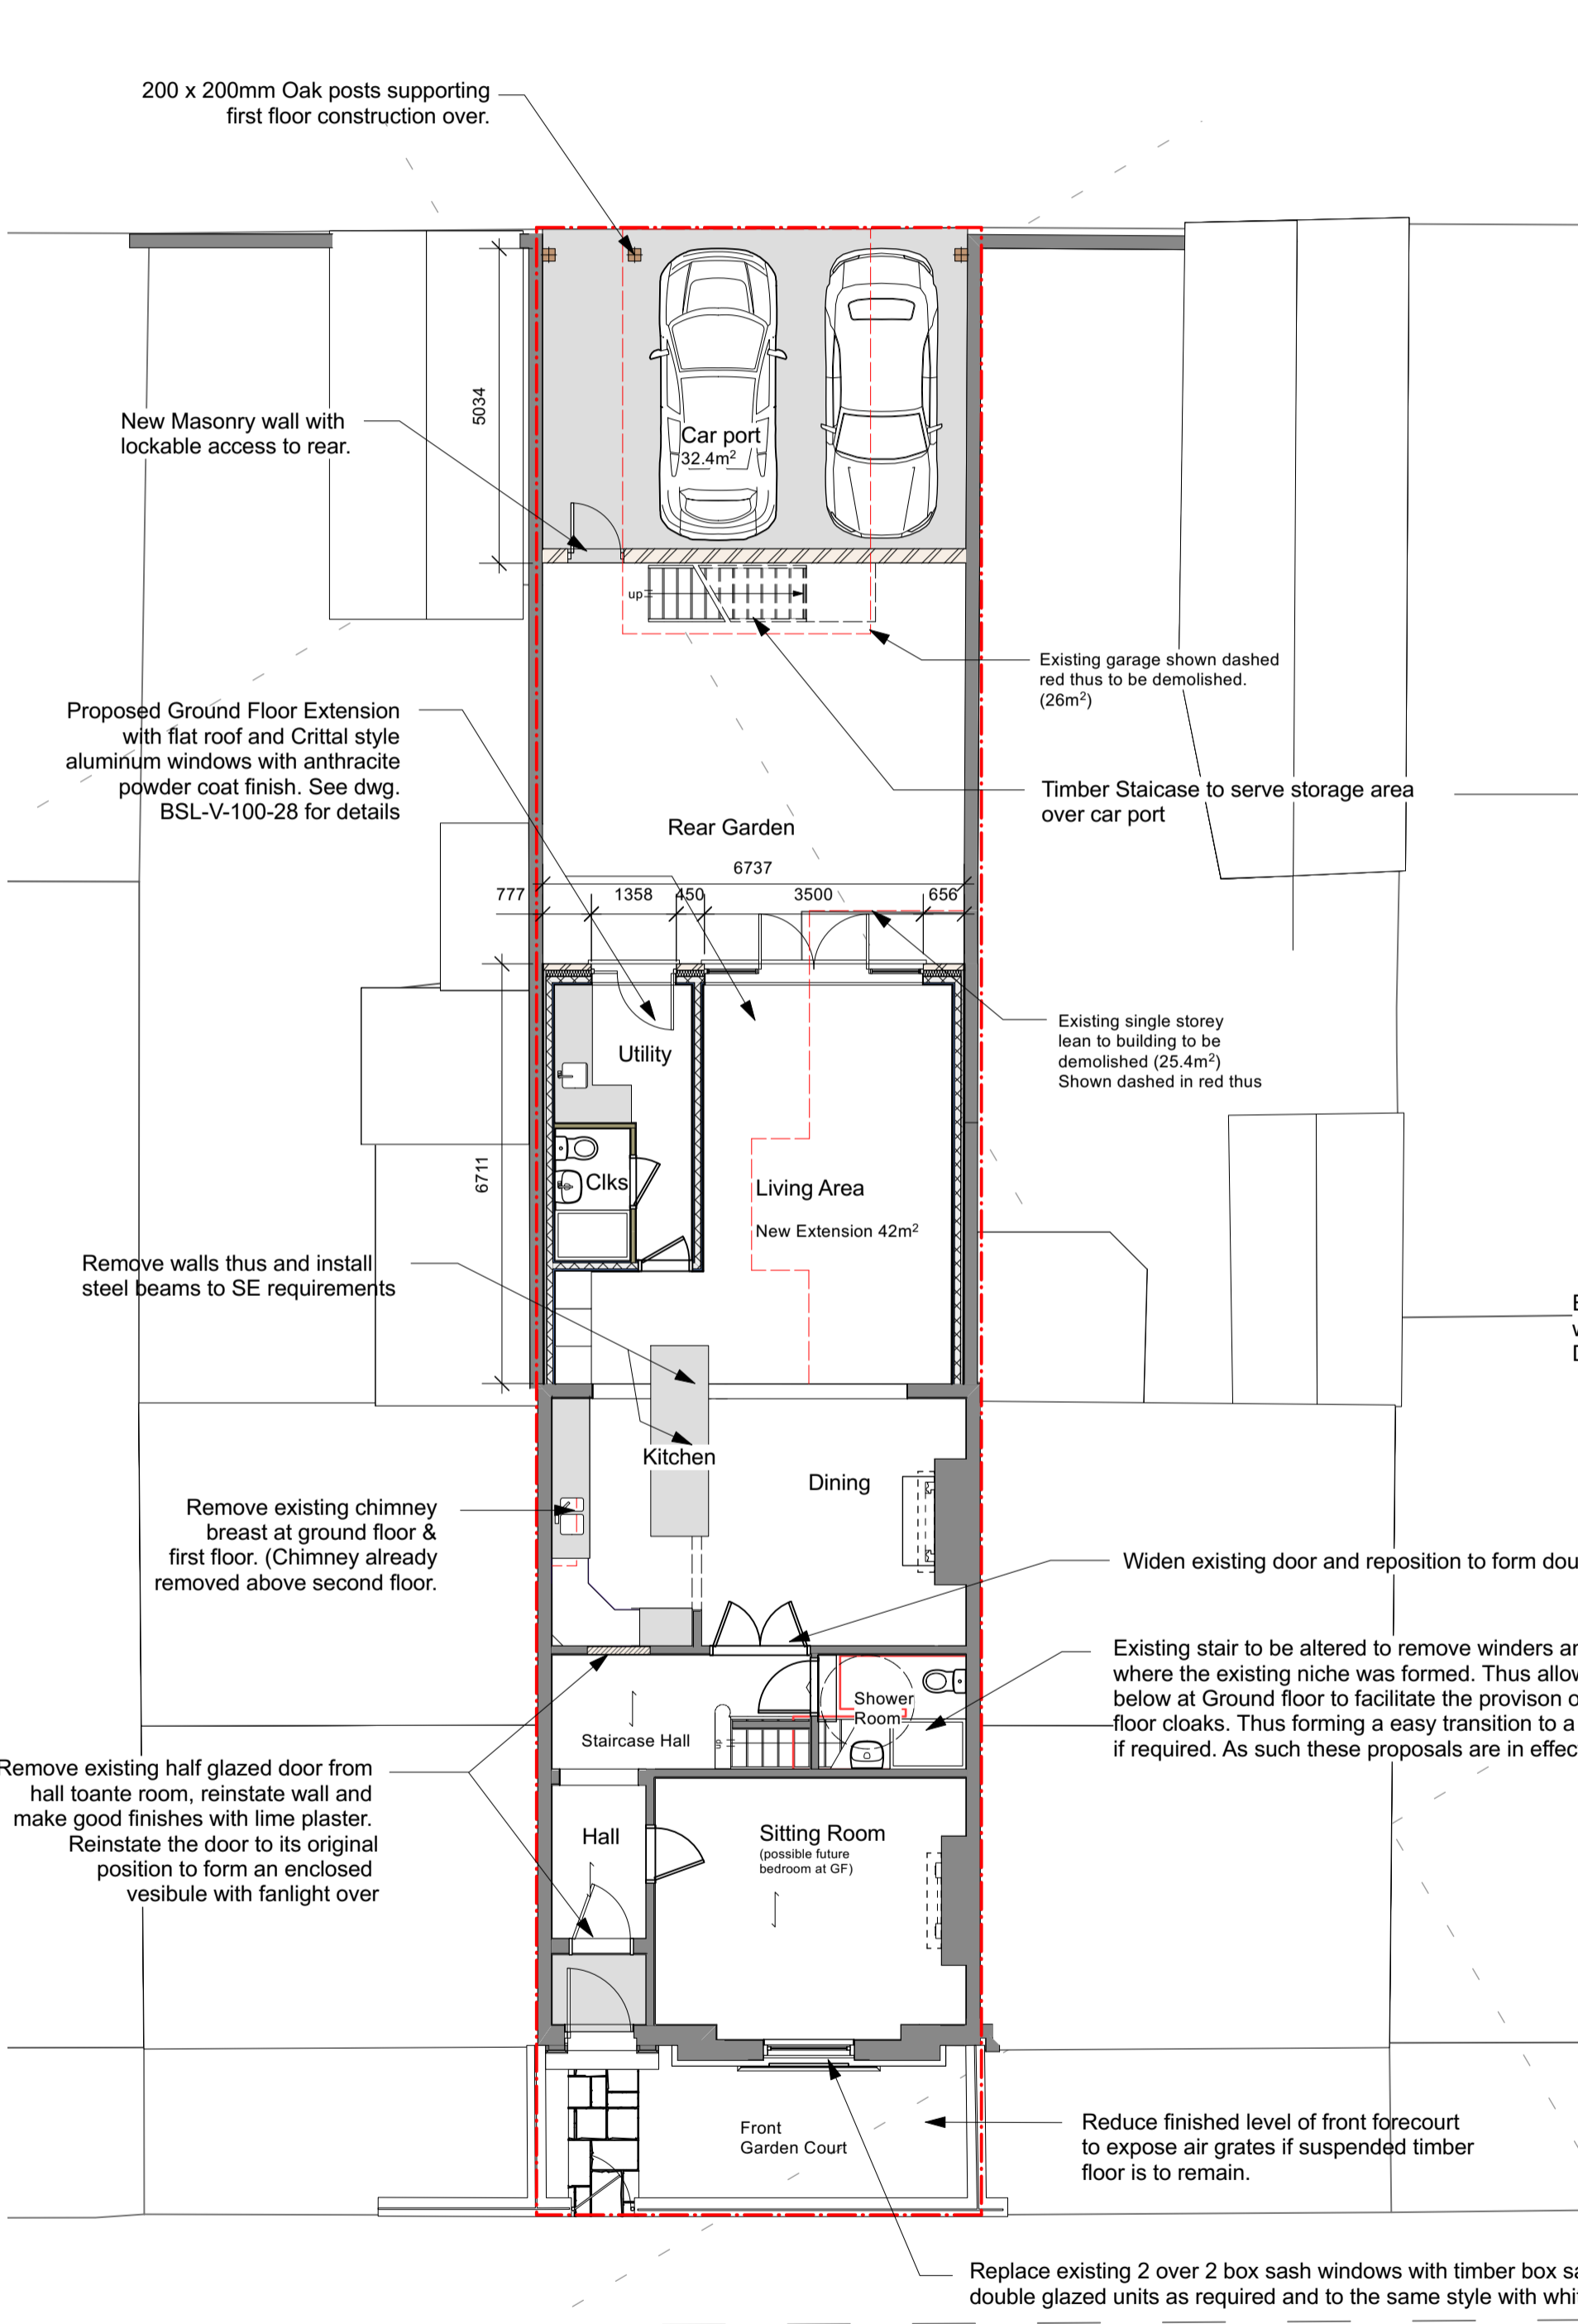 200 x 200mm Oak posts supporting
first floor construction over.
5034
New Masonry wall with
lockable access to rear.
Car port
32.4m²
up
Existing garage shown dashed
red thus to be demolished.
(26m²)
Proposed Ground Floor Extension
with flat roof and Crittal style
aluminum windows with anthracite
powder coat finish. See dwg.
BSL-V-100-28 for details
Timber Staicase to serve storage area
over car port
Rear Garden
6737
777
1358
450
3500
656
Existing single storey
lean to building to be
demolished (25.4m²)
Shown dashed in red thus
Utility
6711
Clks
Living Area
New Extension 42m²
Remove walls thus and install
steel beams to SE requirements
Kitchen
Dining
Remove existing chimney
breast at ground floor &
first floor. (Chimney already
removed above second floor.
Widen existing door and reposition to form dou
Existing stair to be altered to remove winders ar
where the existing niche was formed. Thus allow
below at Ground floor to facilitate the provison o
floor cloaks. Thus forming a easy transition to a
if required. As such these proposals are in effec
Shower
Room
Staircase Hall
up
Remove existing half glazed door from
hall toante room, reinstate wall and
make good finishes with lime plaster.
Reinstate the door to its original
position to form an enclosed
vesibule with fanlight over
Hall
Sitting Room
(possible future
bedroom at GF)
Front
Garden Court
Reduce finished level of front forecourt
to expose air grates if suspended timber
floor is to remain.
Replace existing 2 over 2 box sash windows with timber box sa
double glazed units as required and to the same style with whi